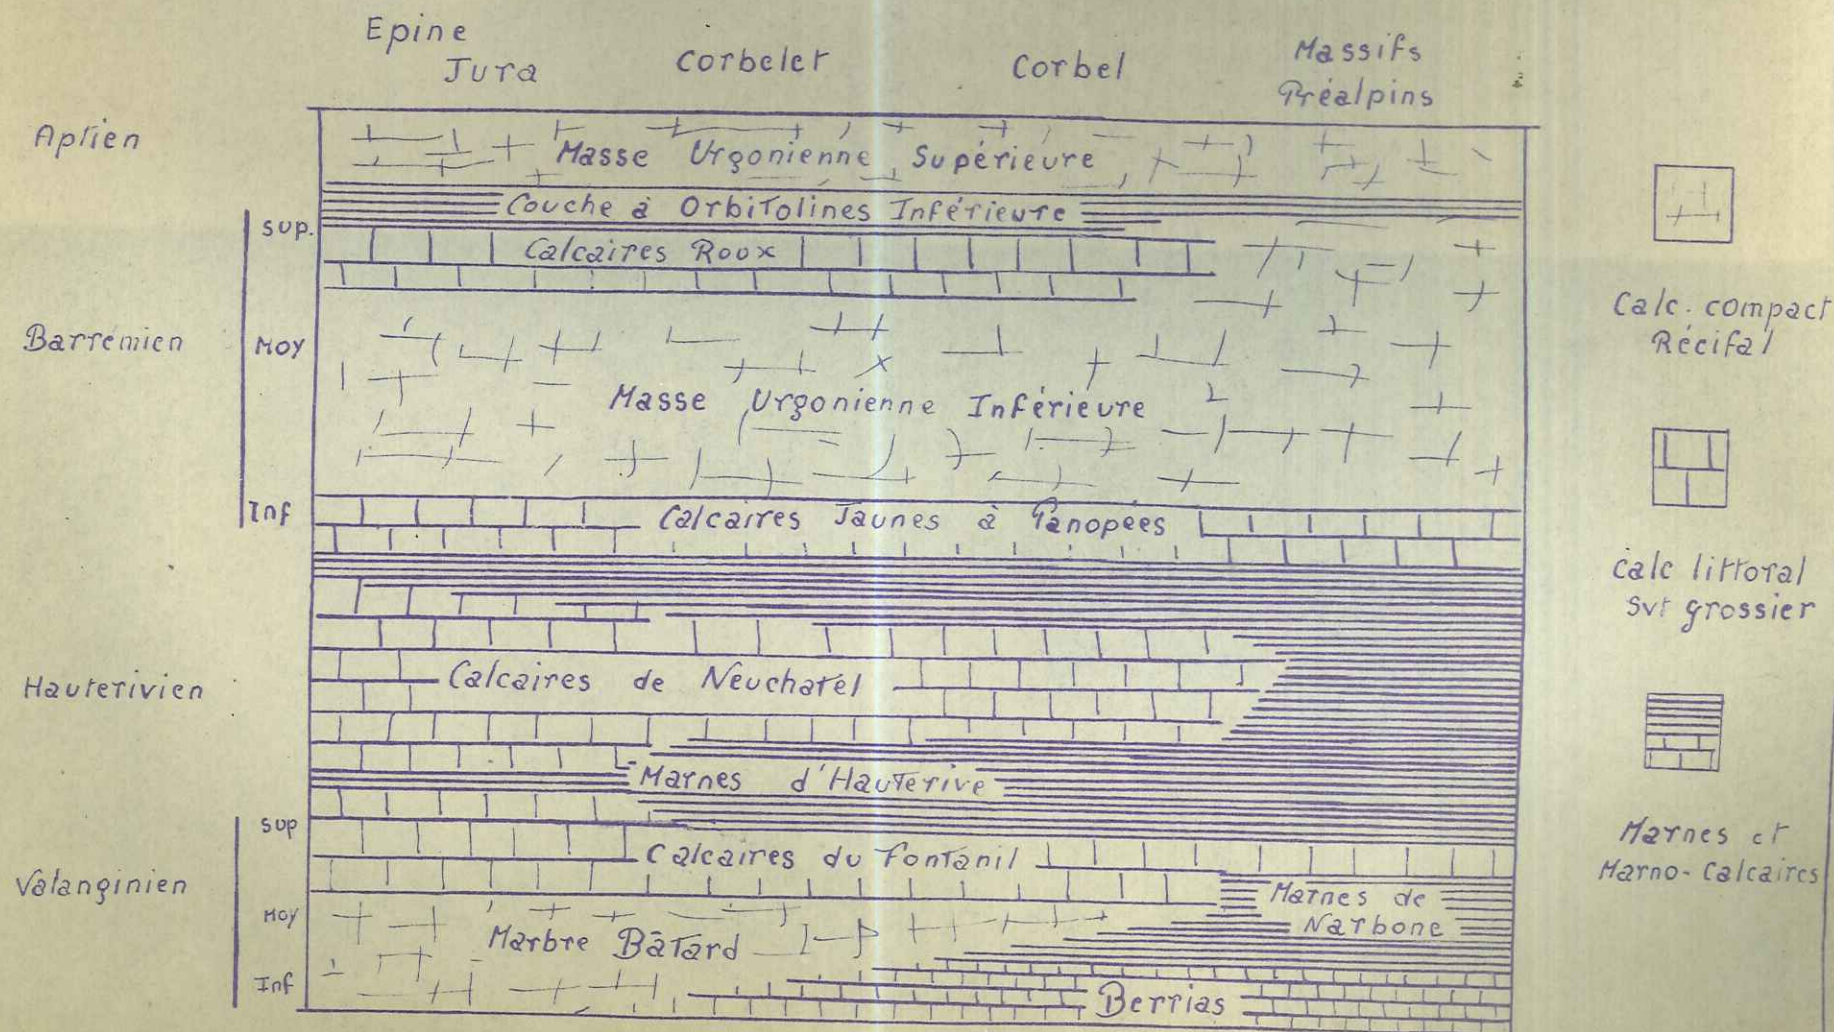 Epine
Jura
Corbelet
Corbel
Massifs
Préalpins
Aptien
Masse Urgonienne Supérieure
Couche à Orbitolines Inférieure
Sup.
Calcaires Roux
Barrémien
Moy
Masse Urgonienne Inférieure
Inf
Calcaires Jaunes à Panopées
Hauterivien
Calcaires de Neuchatel
Marnes d'Hauterive
Sup
Calcaires du Fontanil
Valanginien
Marnes de
Narbone
Moy
Marbre Bâtard
Inf
Berrias
Calc. compact
Récifal
Calc littoral
Svt grossier
Marnes et
Marno-Calcaires